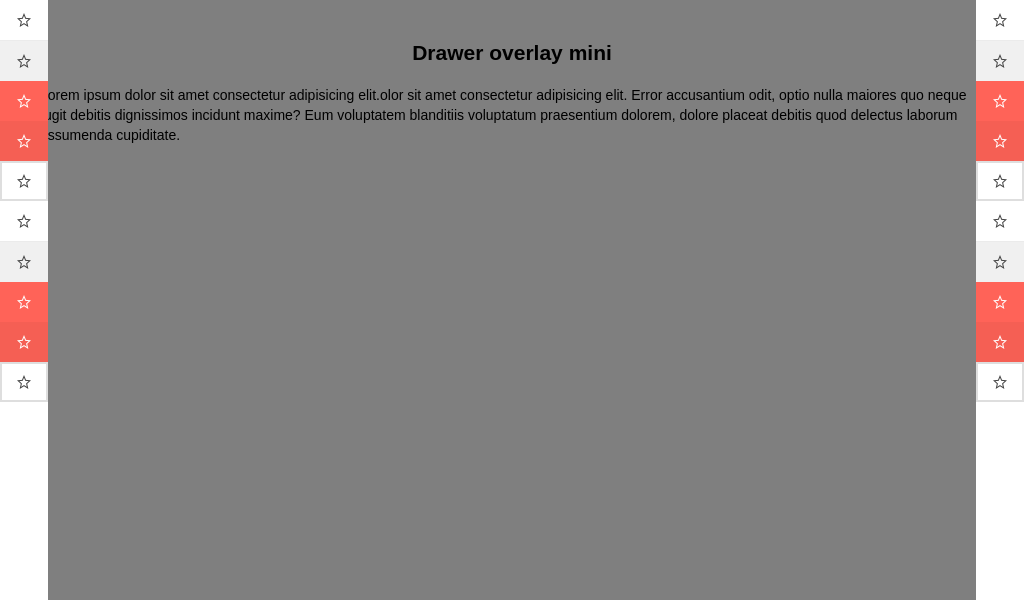 Drawer overlay mini
orem ipsum dolor sit amet consectetur adipisicing elit.olor sit amet consectetur adipisicing elit. Error accusantium odit, optio nulla maiores quo neque
ugit debitis dignissimos incidunt maxime? Eum voluptatem blanditiis voluptatum praesentium dolorem, dolore placeat debitis quod delectus laborum
ssumenda cupiditate.